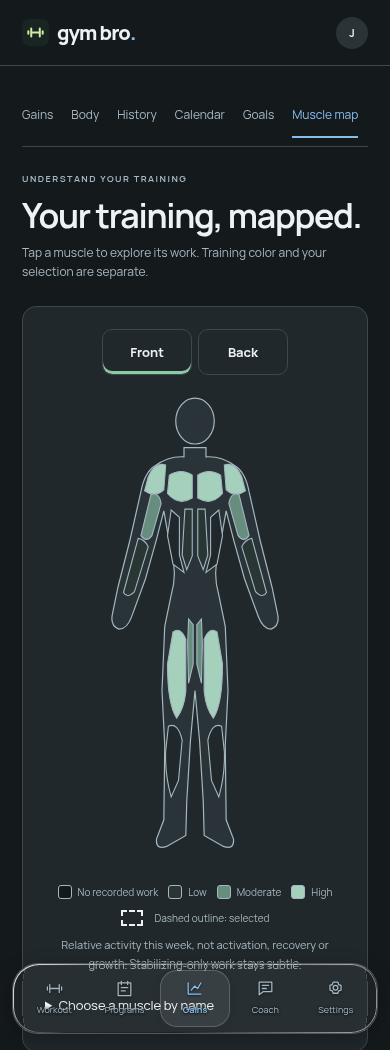 gym bro.
J
Gains Body History Calendar Goals Muscle map
UNDERSTAND YOUR TRAINING
Your training, mapped.
Tap a muscle to explore its work. Training color and your
selection are separate.
Front Back
No recorded work Low Moderate High
Dashed outline: selected
Relative activity this week, not activation, recovery or
growth. Stabilizing-only work stays subtle.
Choose a muscle by name
Workout Programs Gains Coach Settings